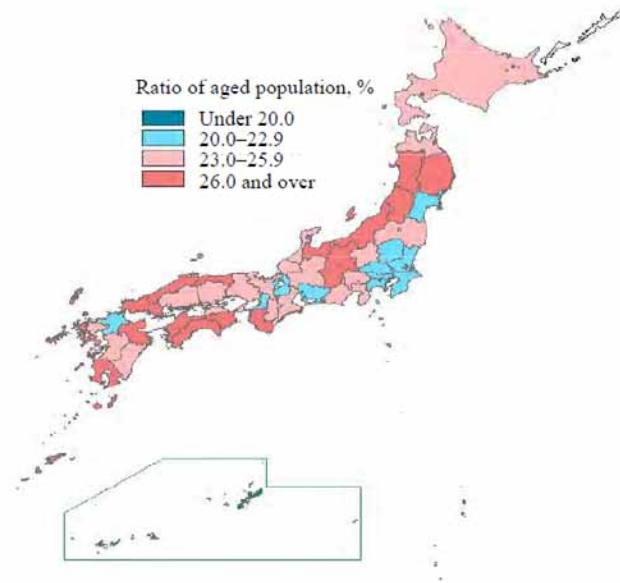 Ratio of aged population, %
Under 20.0
20.0–22.9
23.0–25.9
26.0 and over